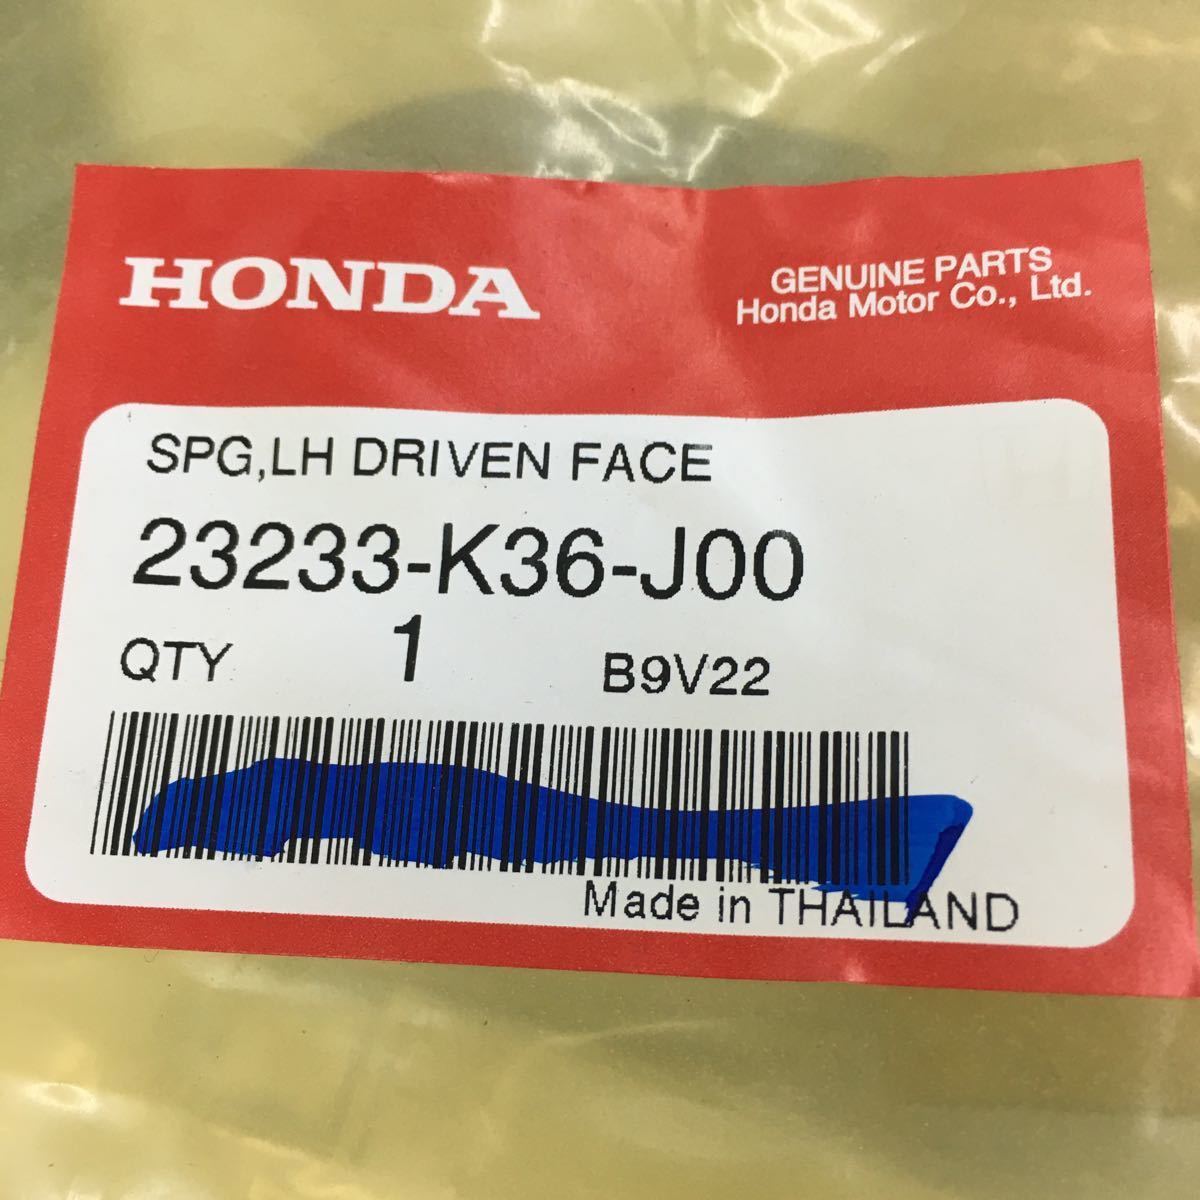 HONDA
GENUINE PARTS
Honda Motor Co., Ltd.
SPG,LH DRIVEN FACE
23233-K36-J00
QTY 1 B9V22
Made in THAILAND